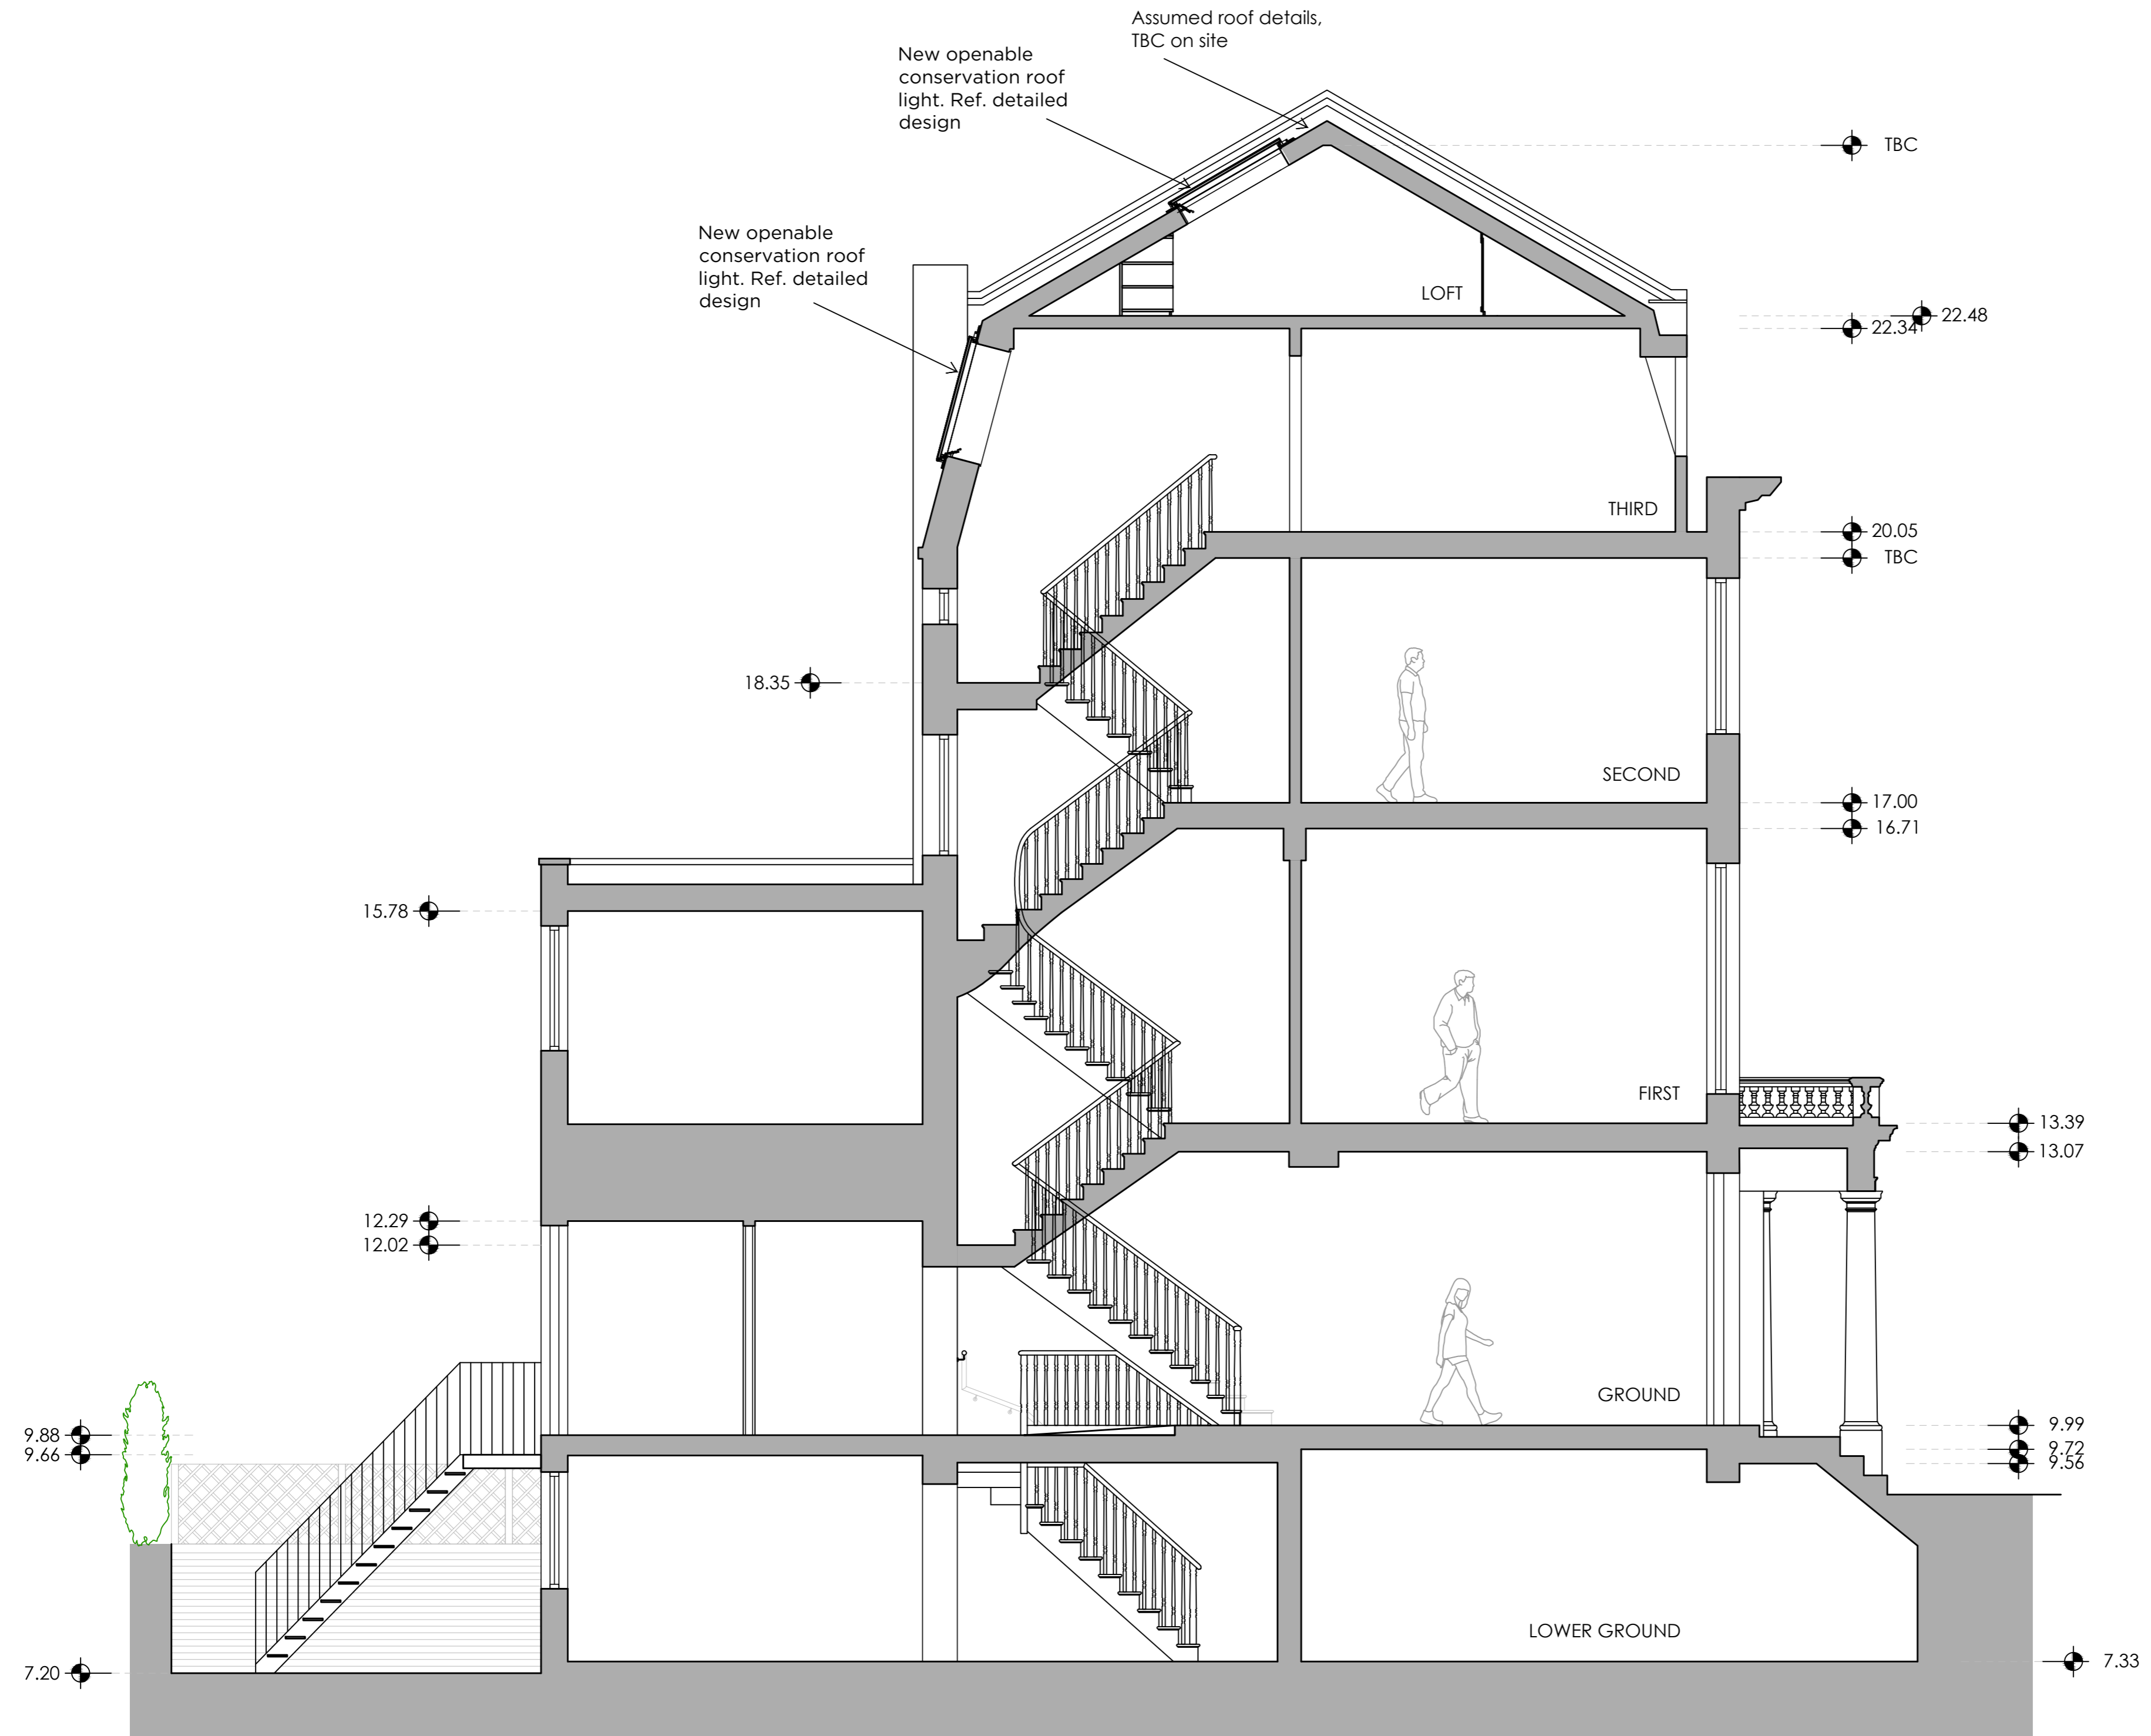 Assumed roof details,
TBC on site
New openable
conservation roof
light. Ref. detailed
design
TBC
New openable
conservation roof
light. Ref. detailed
design
LOFT
22.48
22.34
THIRD
20.05
TBC
18.35
SECOND
17.00
16.71
15.78
FIRST
13.39
13.07
12.29
12.02
GROUND
9.88
9.66
9.99
9.72
9.56
LOWER GROUND
7.20
7.33